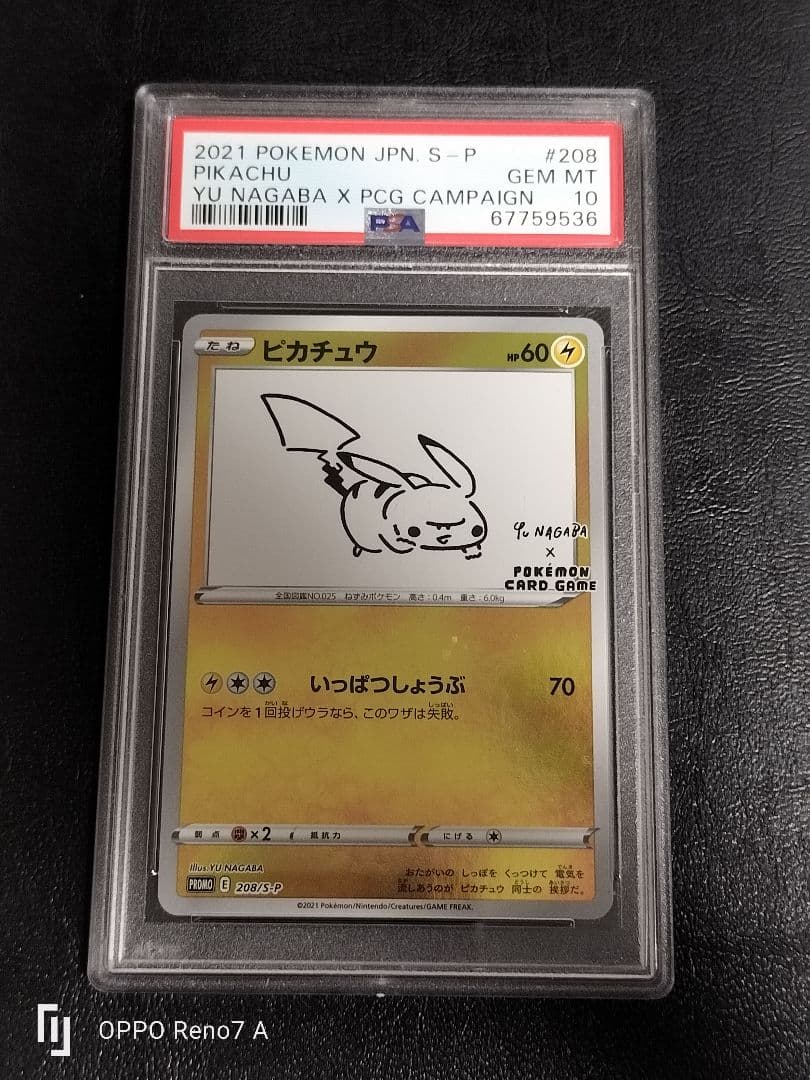 2021 POKEMON JPN. S-P #208
PIKACHU GEM MT
YU NAGABA X PCG CAMPAIGN 10
67759536
PSA
たね ピカチュウ HP60
Yu NAGABA
×
POKÉMON
CARD GAME
全国図鑑NO.025 ねずみポケモン 高さ:0.4m 重さ:6.0kg
いっぱつしょうぶ 70
コインを1回投げウラなら、このワザは失敗。
弱点 ×2 抵抗力 にげる
Illus.YU NAGABA
PROMO E 208/S-P
おたがいの しっぽを くっつけて 電気を
流しあうのが ピカチュウ 同士の 挨拶だ。
©2021 Pokémon/Nintendo/Creatures/GAME FREAK.
OPPO Reno7 A